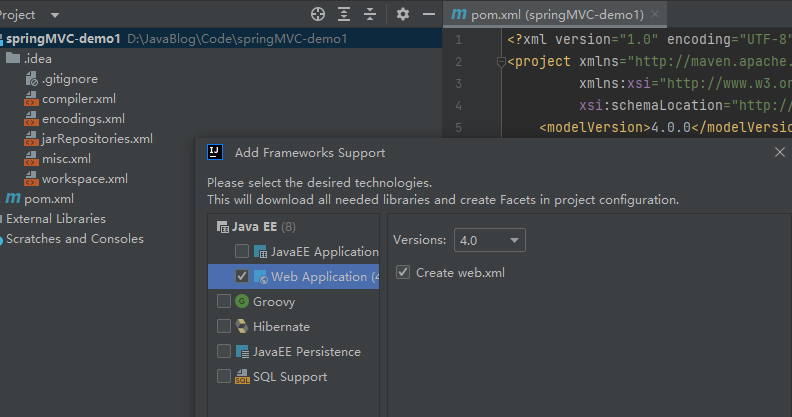 Project
pom.xml (springMVC-demo1)
springMVC-demo1 D:\JavaBlog\Code\springMVC-demo1
.idea
.gitignore
compiler.xml
encodings.xml
jarRepositories.xml
misc.xml
workspace.xml
pom.xml
External Libraries
Scratches and Consoles
1 <?xml version="1.0" encoding="UTF-8"
2 <project xmlns="http://maven.apache.
3 xmlns:xsi="http://www.w3.or
4 xsi:schemaLocation="http:/
5 <modelVersion>4.0.0</modelVersio
Add Frameworks Support
Please select the desired technologies.
This will download all needed libraries and create Facets in project configuration.
Java EE (8)
JavaEE Application
Web Application (4
Groovy
Hibernate
JavaEE Persistence
SQL Support
Versions: 4.0
Create web.xml